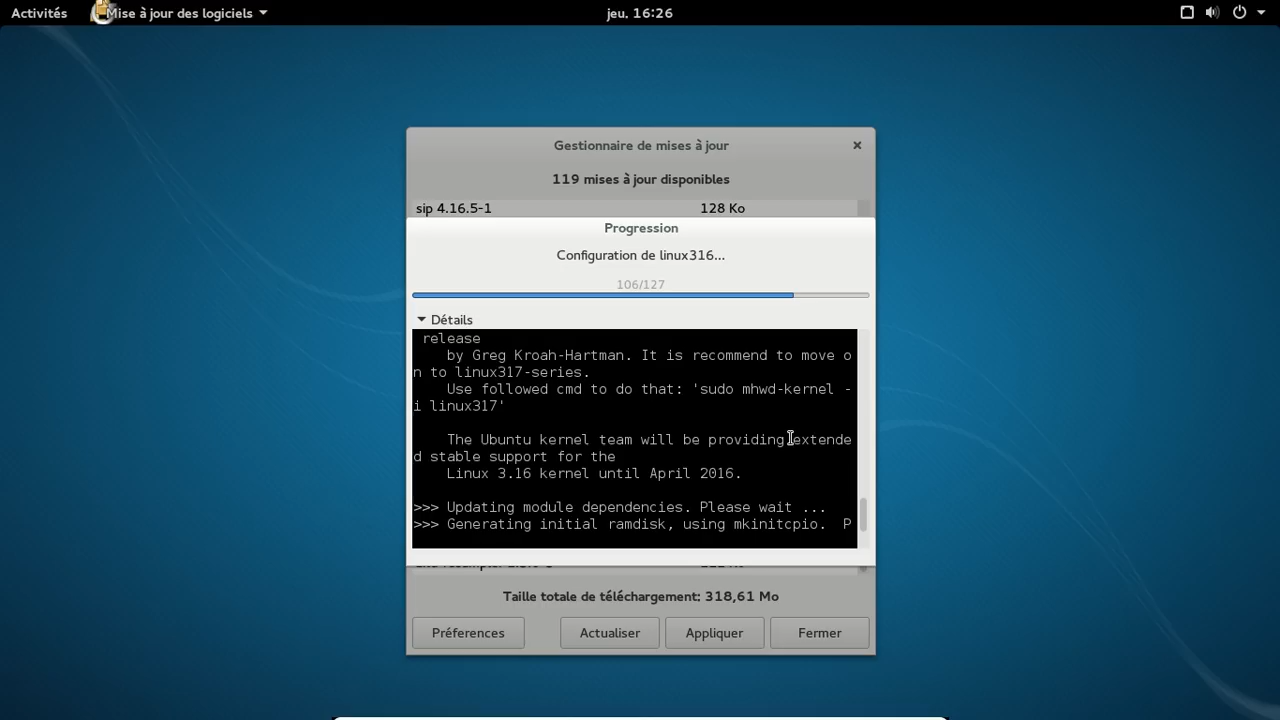 Activités Mise à jour des logiciels jeu. 16:26
Gestionnaire de mises à jour
119 mises à jour disponibles
sip 4.16.5-1 128 Ko
Progression
Configuration de linux316...
106/127
Détails
release
by Greg Kroah-Hartman. It is recommend to move o
n to linux317-series.
Use followed cmd to do that: 'sudo mhwd-kernel -
i linux317'
The Ubuntu kernel team will be providing extende
d stable support for the
Linux 3.16 kernel until April 2016.
>>> Updating module dependencies. Please wait ...
>>> Generating initial ramdisk, using mkinitcpio.  P
Taille totale de téléchargement: 318,61 Mo
Préferences Actualiser Appliquer Fermer